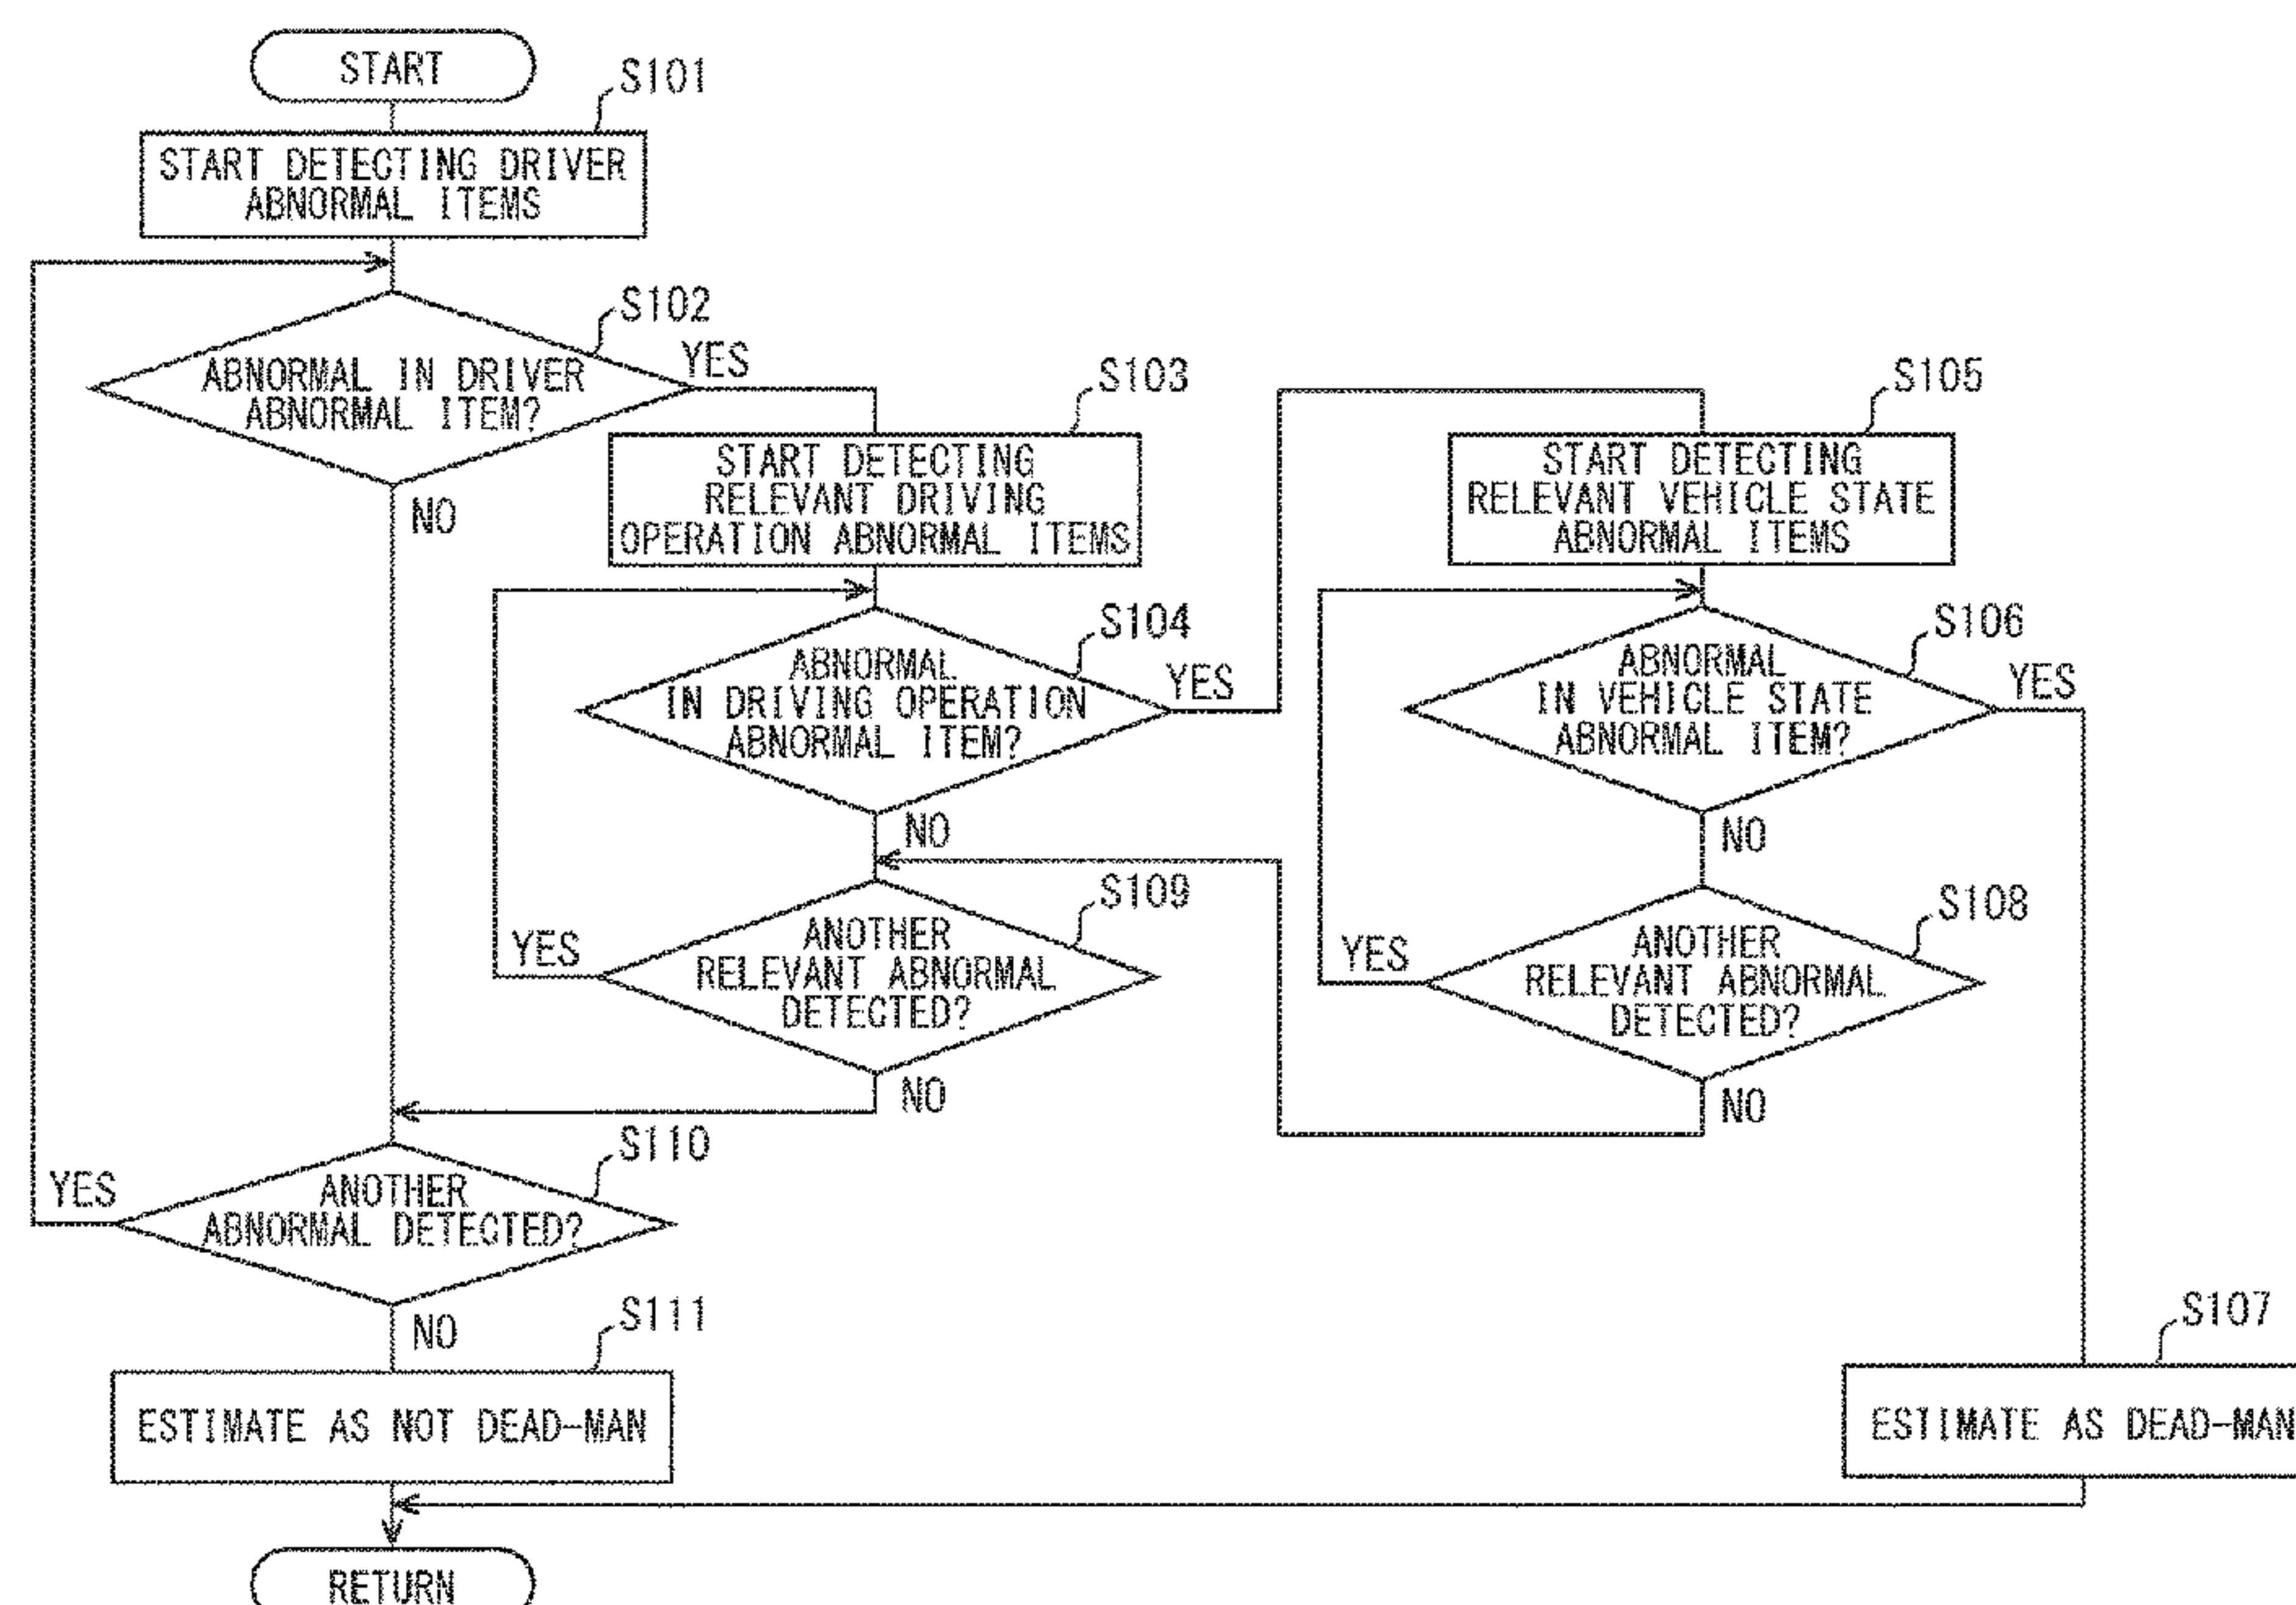 START
S101
START DETECTING DRIVER
ABNORMAL ITEMS
S102
ABNORMAL IN DRIVER
ABNORMAL ITEM?
YES
NO
S103
START DETECTING
RELEVANT DRIVING
OPERATION ABNORMAL ITEMS
S105
START DETECTING
RELEVANT VEHICLE STATE
ABNORMAL ITEMS
S104
ABNORMAL
IN DRIVING OPERATION
ABNORMAL ITEM?
YES
NO
S106
ABNORMAL
IN VEHICLE STATE
ABNORMAL ITEM?
YES
NO
S109
ANOTHER
RELEVANT ABNORMAL
DETECTED?
YES
NO
S108
ANOTHER
RELEVANT ABNORMAL
DETECTED?
YES
NO
S110
ANOTHER
ABNORMAL DETECTED?
YES
NO
S111
ESTIMATE AS NOT DEAD-MAN
S107
ESTIMATE AS DEAD-MAN
RETURN